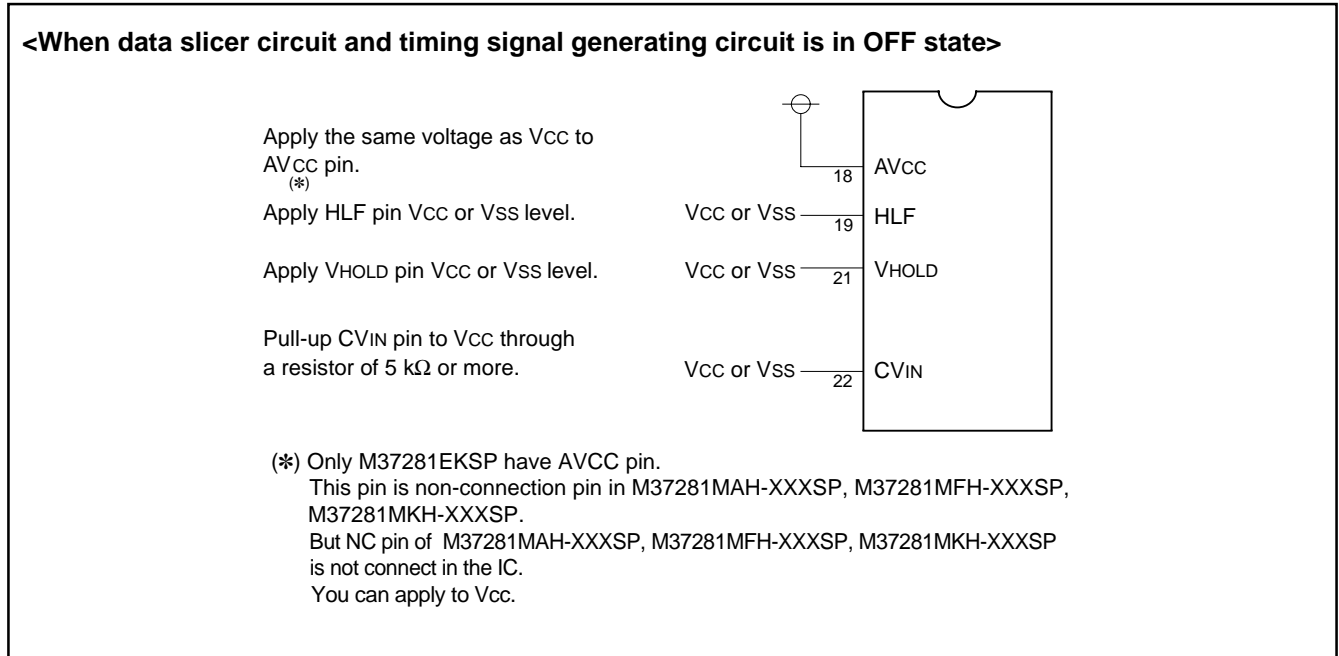 <When data slicer circuit and timing signal generating circuit is in OFF state>
Apply the same voltage as VCC to
AVCC pin.
(✽)
18 AVCC
Apply HLF pin VCC or VSS level.
VCC or VSS
19 HLF
Apply VHOLD pin VCC or VSS level.
VCC or VSS
21 VHOLD
Pull-up CVIN pin to VCC through
a resistor of 5 kΩ or more.
VCC or VSS
22 CVIN
(✽) Only M37281EKSP have AVCC pin.
This pin is non-connection pin in M37281MAH-XXXSP, M37281MFH-XXXSP,
M37281MKH-XXXSP.
But NC pin of M37281MAH-XXXSP, M37281MFH-XXXSP, M37281MKH-XXXSP
is not connect in the IC.
You can apply to Vcc.